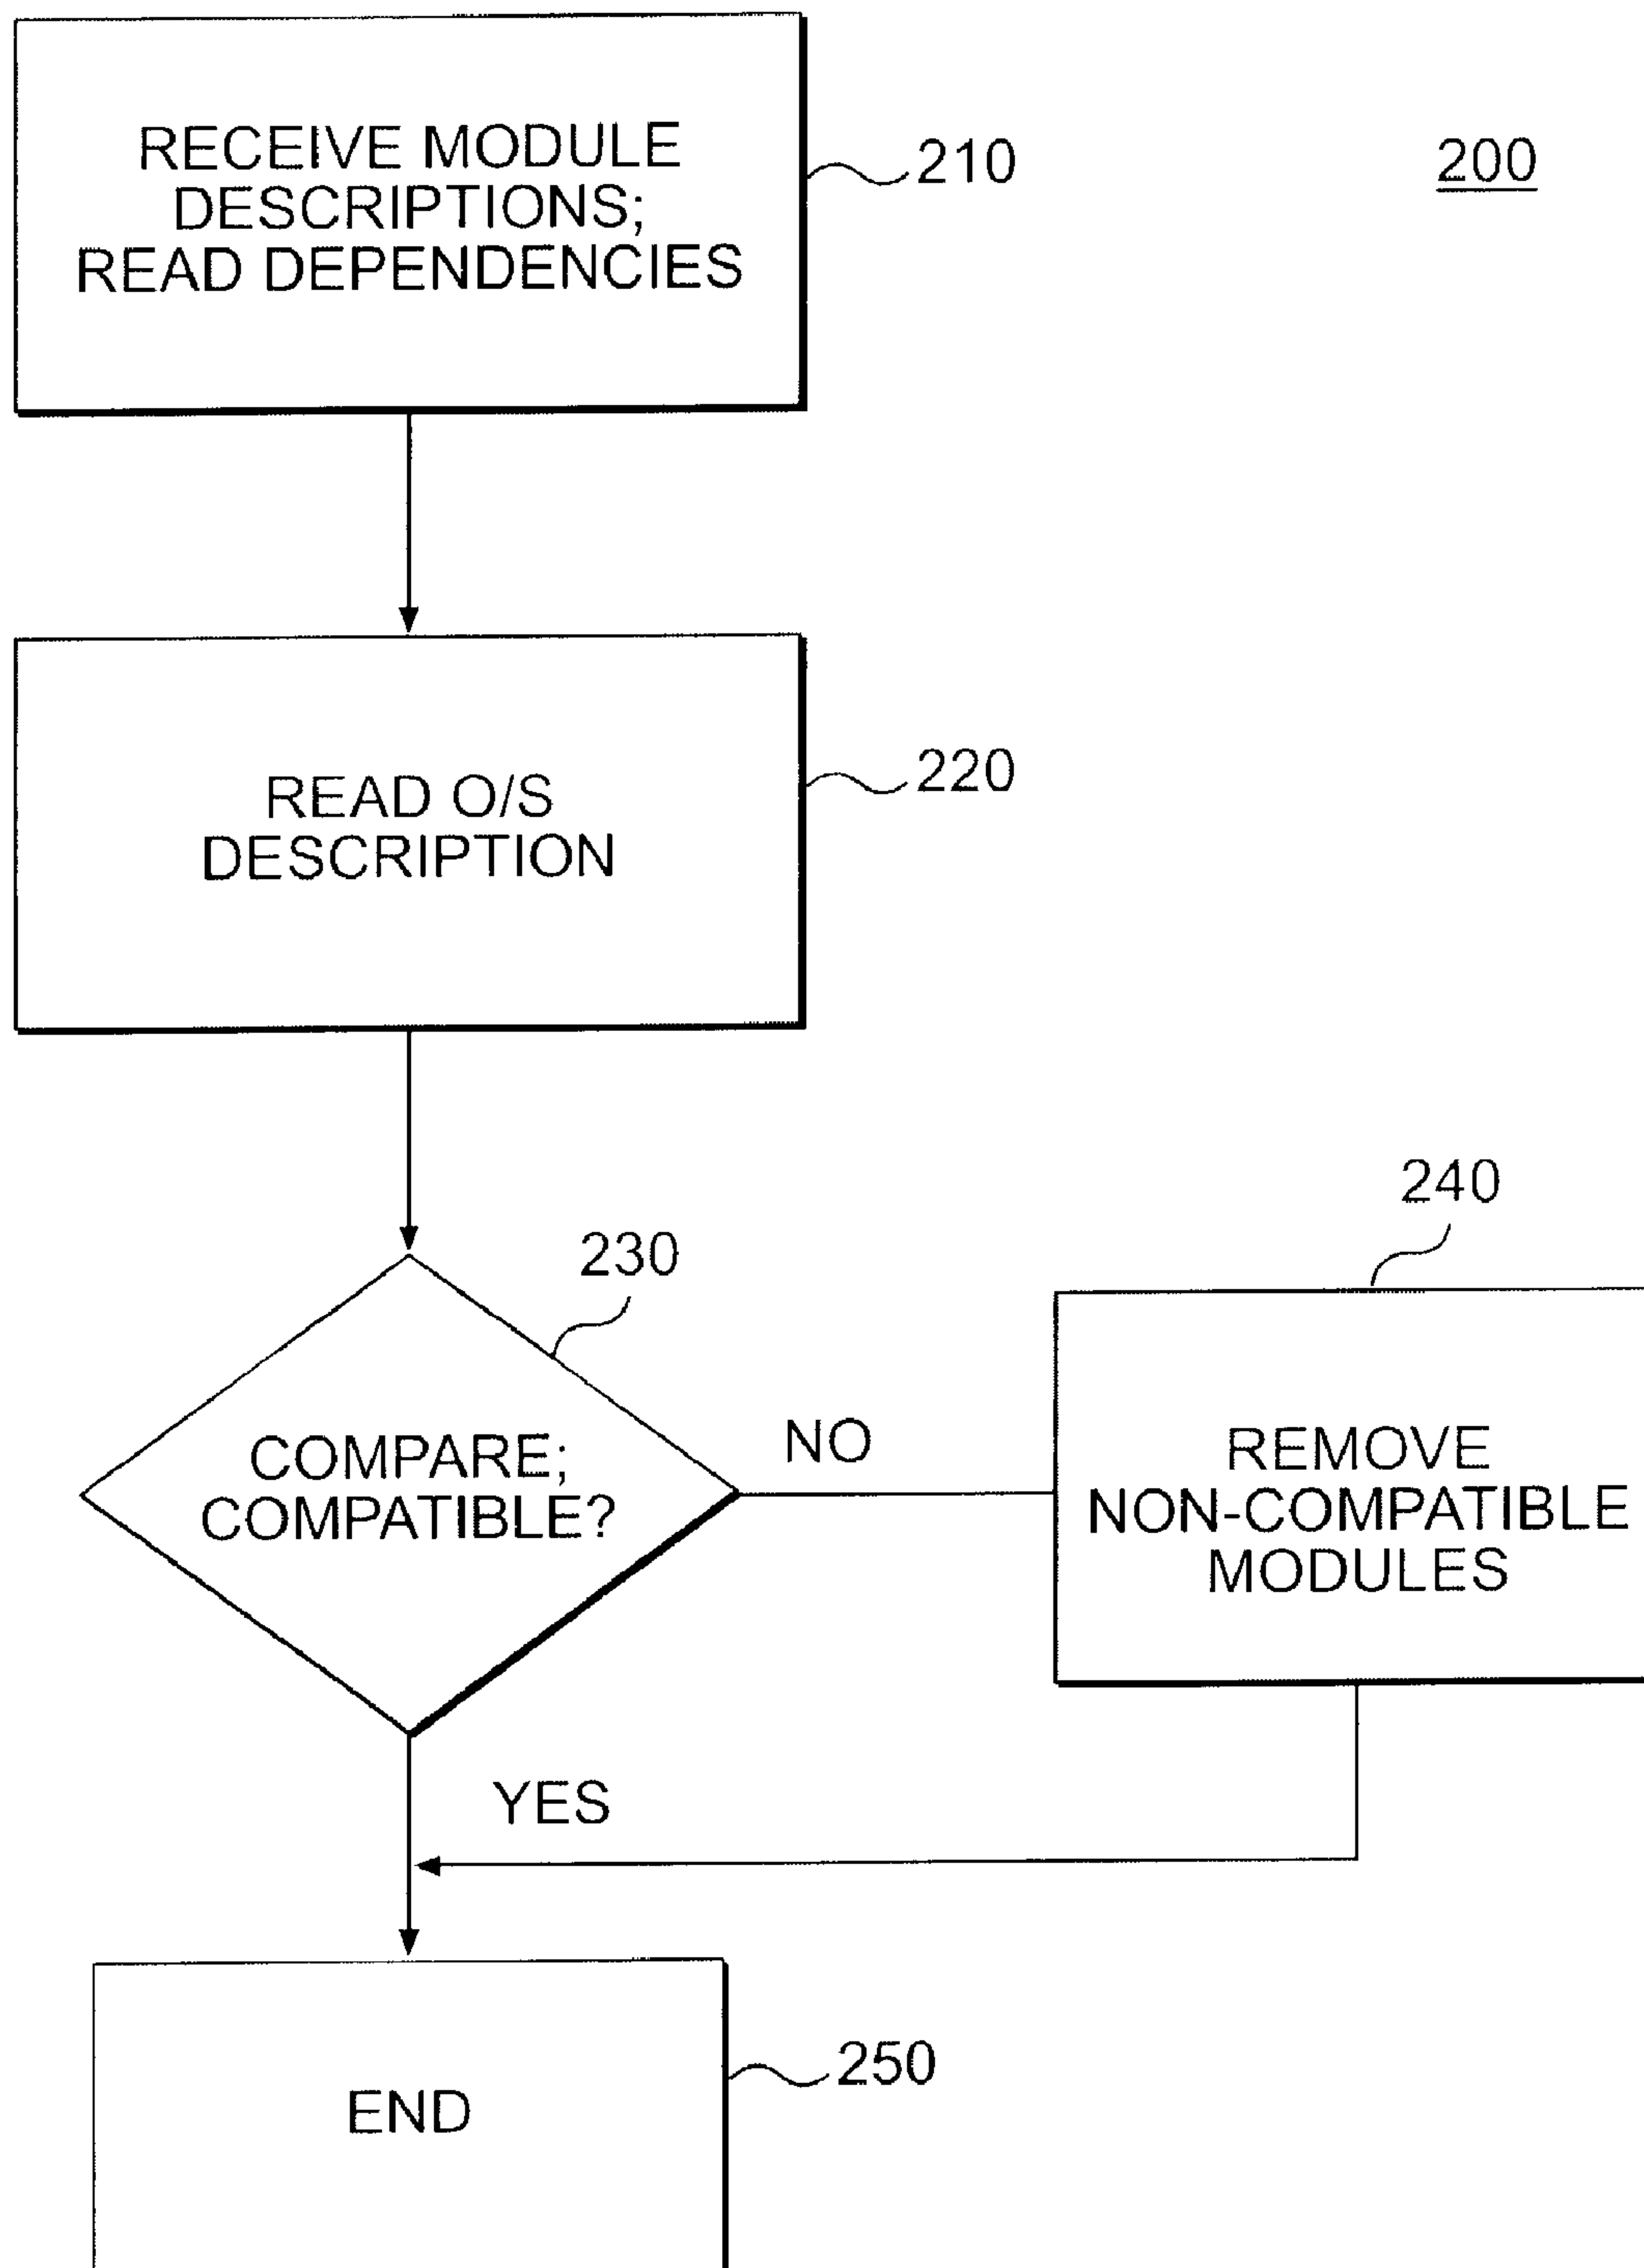 RECEIVE MODULE
DESCRIPTIONS;
READ DEPENDENCIES
210
200
READ O/S
DESCRIPTION
220
230
COMPARE;
COMPATIBLE?
NO
240
REMOVE
NON-COMPATIBLE
MODULES
YES
END
250